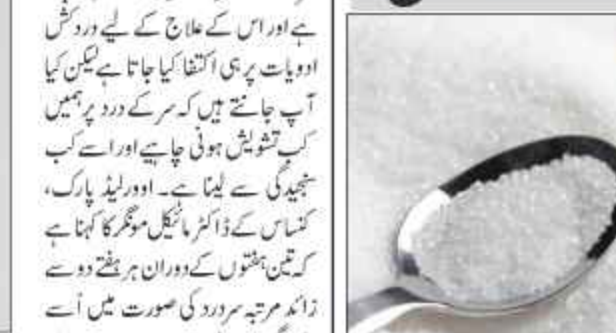 ہے اور اس کے علاج کے لیے دردکش
ادویات پر ہی اکتفا کیا جاتا ہے لیکن کیا
آپ جانتے ہیں کہ سر کے درد پر ہمیں
کب تشویش ہونی چاہیے اور اسے کب
سنجیدگی سے لینا ہے۔ اوورلینڈ پارک،
کنساس کے ڈاکٹر مائیکل مونگر کا کہنا ہے
کہ تین ہفتوں کے دوران ہر ہفتے دو سے
زائد مرتبہ سر درد کی صورت میں اُسے